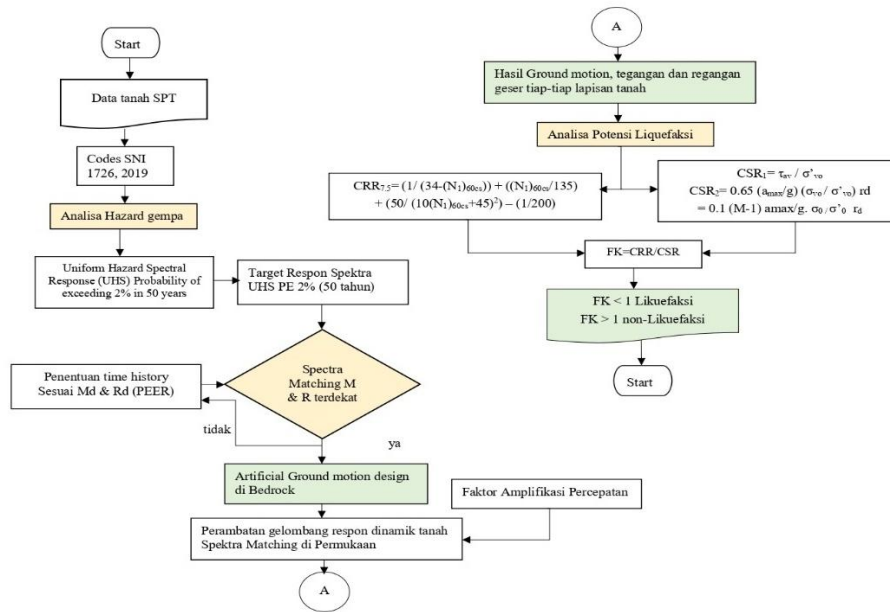 Start
Data tanah SPT
Codes SNI
1726, 2019
Analisa Hazard gempa
Uniform Hazard Spectral
Response (UHS) Probability of
exceeding 2% in 50 years
Target Respon Spektra
UHS PE 2% (50 tahun)
Spectra
Matching M
& R terdekat
Penentuan time history
Sesuai Md & Rd (PEER)
tidak
ya
Artificial Ground motion design
di Bedrock
Faktor Amplifikasi Percepatan
Perambatan gelombang respon dinamik tanah
Spektra Matching di Permukaan
A
A
Hasil Ground motion, tegangan dan regangan
geser tiap-tiap lapisan tanah
Analisa Potensi Liquefaksi
CRR₇.₅= (1/ (34-(N₁)₆₀cs)) + ((N₁)₆₀cs/135)
+ (50/ (10(N₁)₆₀cs+45)²) – (1/200)
CSR₁= τav / σ'vo
CSR₂= 0.65 (amax/g) (σvo / σ'vo) rd
= 0.1 (M-1) amax/g. σ₀ / σ'₀ rd
FK=CRR/CSR
FK < 1 Likuefaksi
FK > 1 non-Likuefaksi
Start